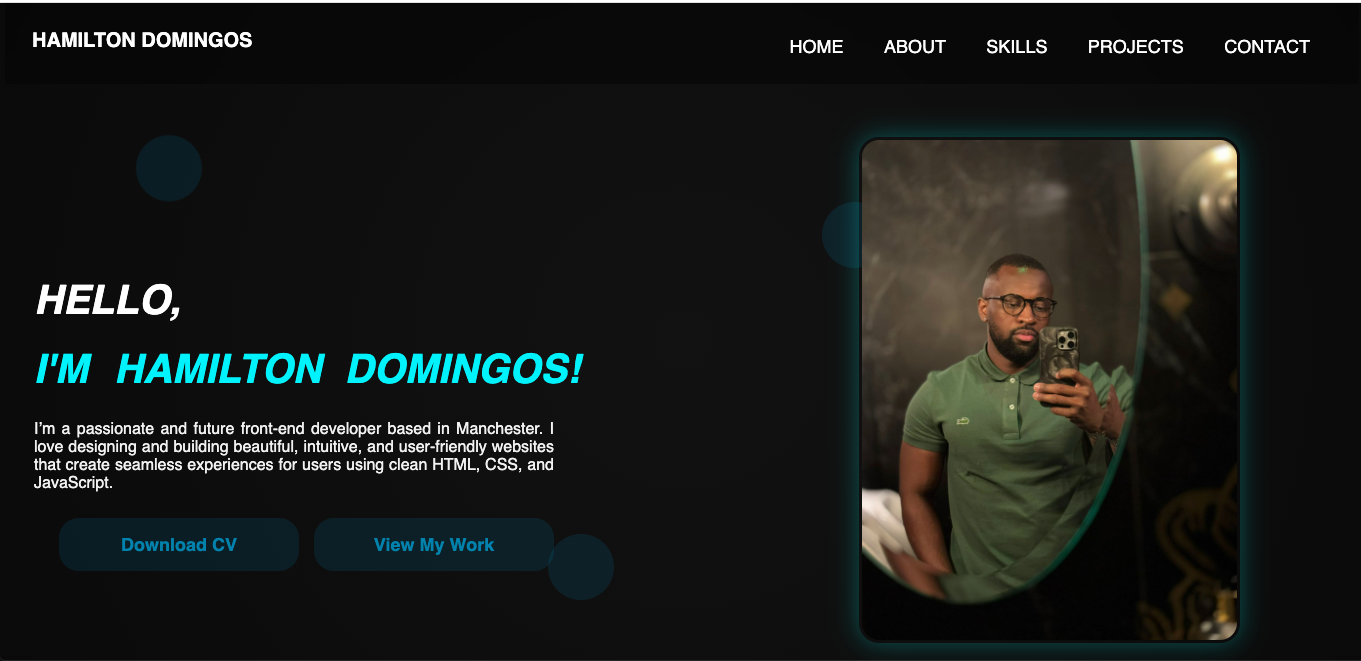 HAMILTON DOMINGOS
HOME ABOUT SKILLS PROJECTS CONTACT
HELLO,
I'M HAMILTON DOMINGOS!
I’m a passionate and future front-end developer based in Manchester. I
love designing and building beautiful, intuitive, and user-friendly websites
that create seamless experiences for users using clean HTML, CSS, and
JavaScript.
Download CV
View My Work